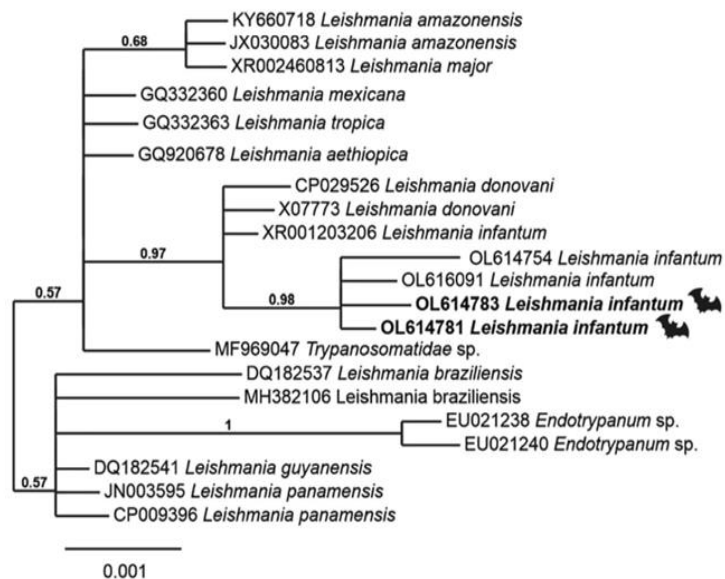 KY660718 Leishmania amazonensis
0.68
JX030083 Leishmania amazonensis
XR002460813 Leishmania major
GQ332360 Leishmania mexicana
GQ332363 Leishmania tropica
GQ920678 Leishmania aethiopica
CP029526 Leishmania donovani
X07773 Leishmania donovani
XR001203206 Leishmania infantum
0.97
OL614754 Leishmania infantum
OL616091 Leishmania infantum
0.98
OL614783 Leishmania infantum
OL614781 Leishmania infantum
0.57
MF969047 Trypanosomatidae sp.
DQ182537 Leishmania braziliensis
MH382106 Leishmania braziliensis
1
EU021238 Endotrypanum sp.
EU021240 Endotrypanum sp.
DQ182541 Leishmania guyanensis
0.57
JN003595 Leishmania panamensis
CP009396 Leishmania panamensis
0.001